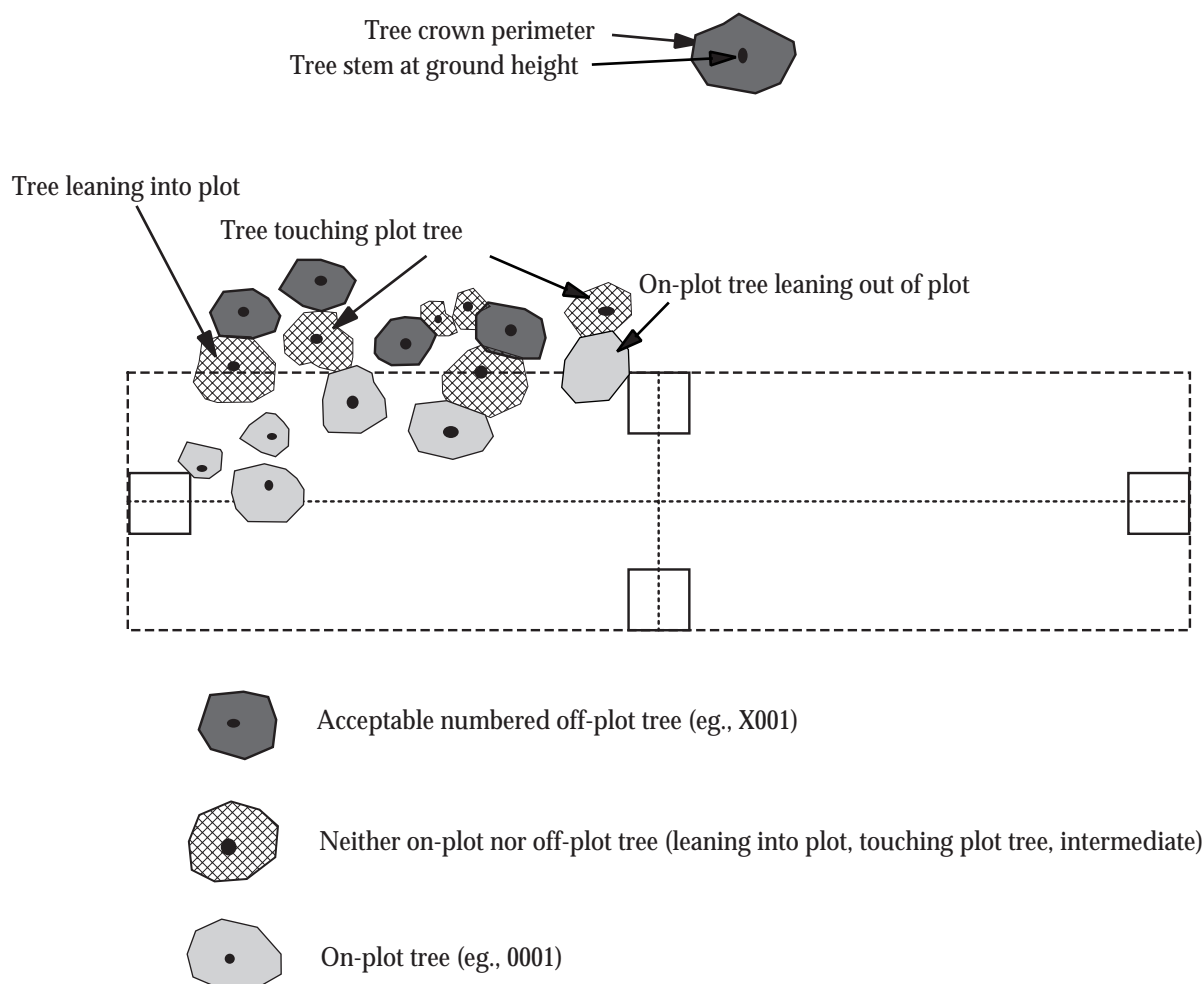 Tree crown perimeter
Tree stem at ground height
Tree leaning into plot
Tree touching plot tree
On-plot tree leaning out of plot
Acceptable numbered off-plot tree (eg., X001)
Neither on-plot nor off-plot tree (leaning into plot, touching plot tree, intermediate)
On-plot tree (eg., 0001)